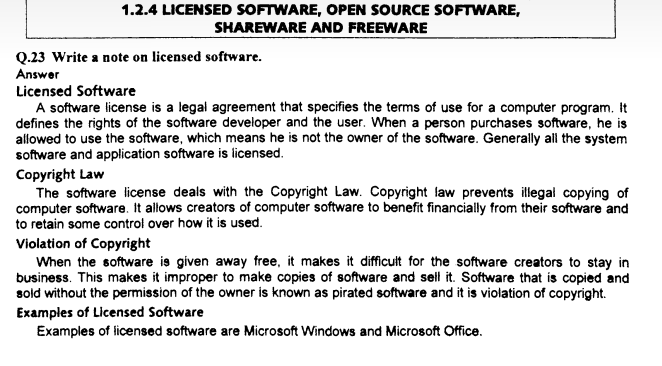 1.2.4 LICENSED SOFTWARE, OPEN SOURCE SOFTWARE,
SHAREWARE AND FREEWARE
Q.23 Write a note on licensed software.
Answer
Licensed Software
A software license is a legal agreement that specifies the terms of use for a computer program. It
defines the rights of the software developer and the user. When a person purchases software, he is
allowed to use the software, which means he is not the owner of the software. Generally all the system
software and application software is licensed.
Copyright Law
The software license deals with the Copyright Law. Copyright law prevents illegal copying of
computer software. It allows creators of computer software to benefit financially from their software and
to retain some control over how it is used.
Violation of Copyright
When the software is given away free, it makes it difficult for the software creators to stay in
business. This makes it improper to make copies of software and sell it. Software that is copied and
sold without the permission of the owner is known as pirated software and it is violation of copyright.
Examples of Licensed Software
Examples of licensed software are Microsoft Windows and Microsoft Office.